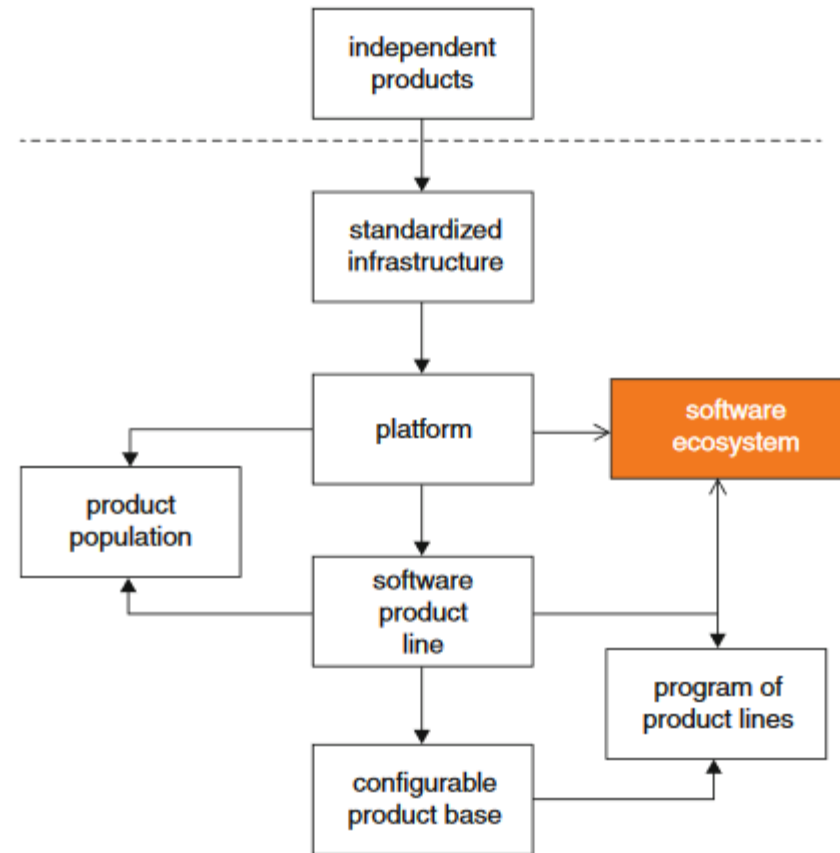 independent
products
standardized
infrastructure
platform
software
ecosystem
product
population
software
product
line
program of
product lines
configurable
product base